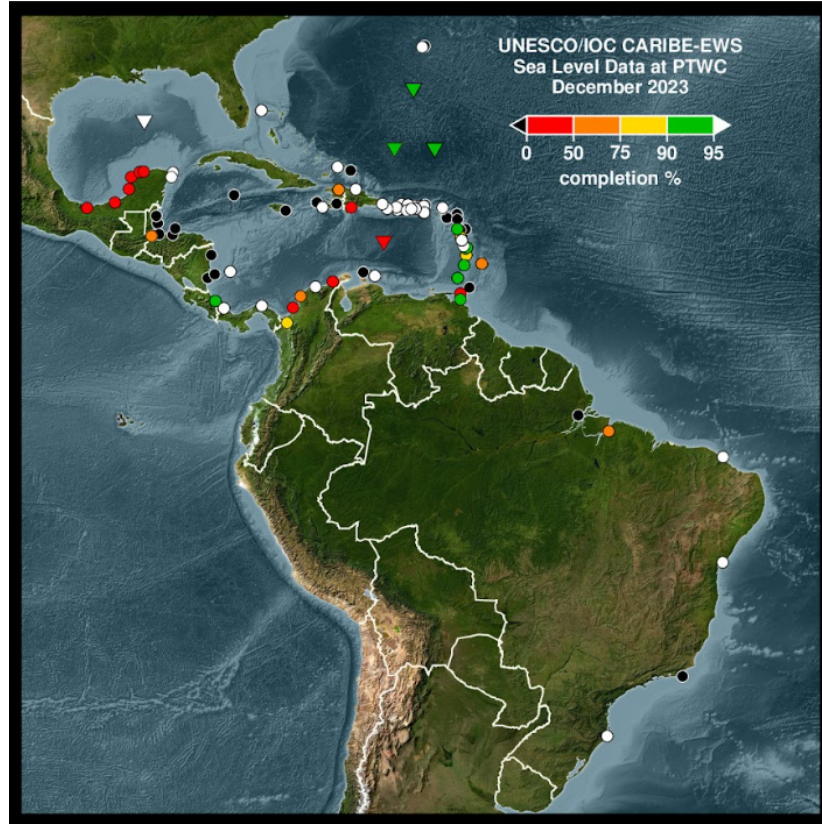 UNESCO/IOC CARIBE-EWS
Sea Level Data at PTWC
December 2023
0 50 75 90 95
completion %